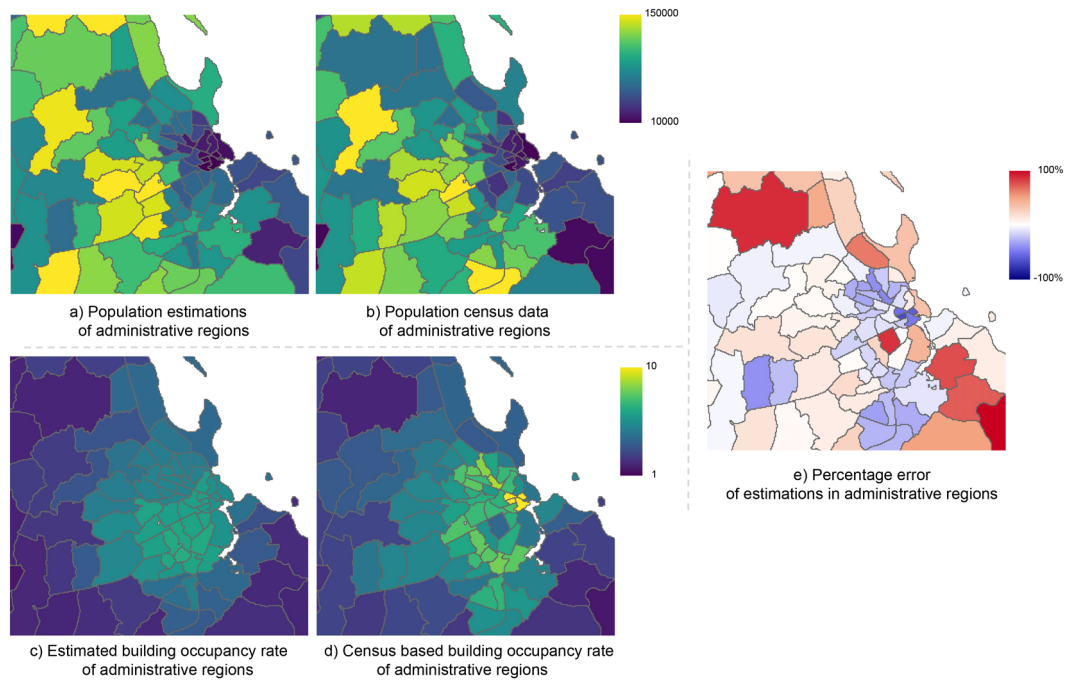 150000
10000
a) Population estimations
of administrative regions
b) Population census data
of administrative regions
10
1
c) Estimated building occupancy rate
of administrative regions
d) Census based building occupancy rate
of administrative regions
100%
-100%
e) Percentage error
of estimations in administrative regions